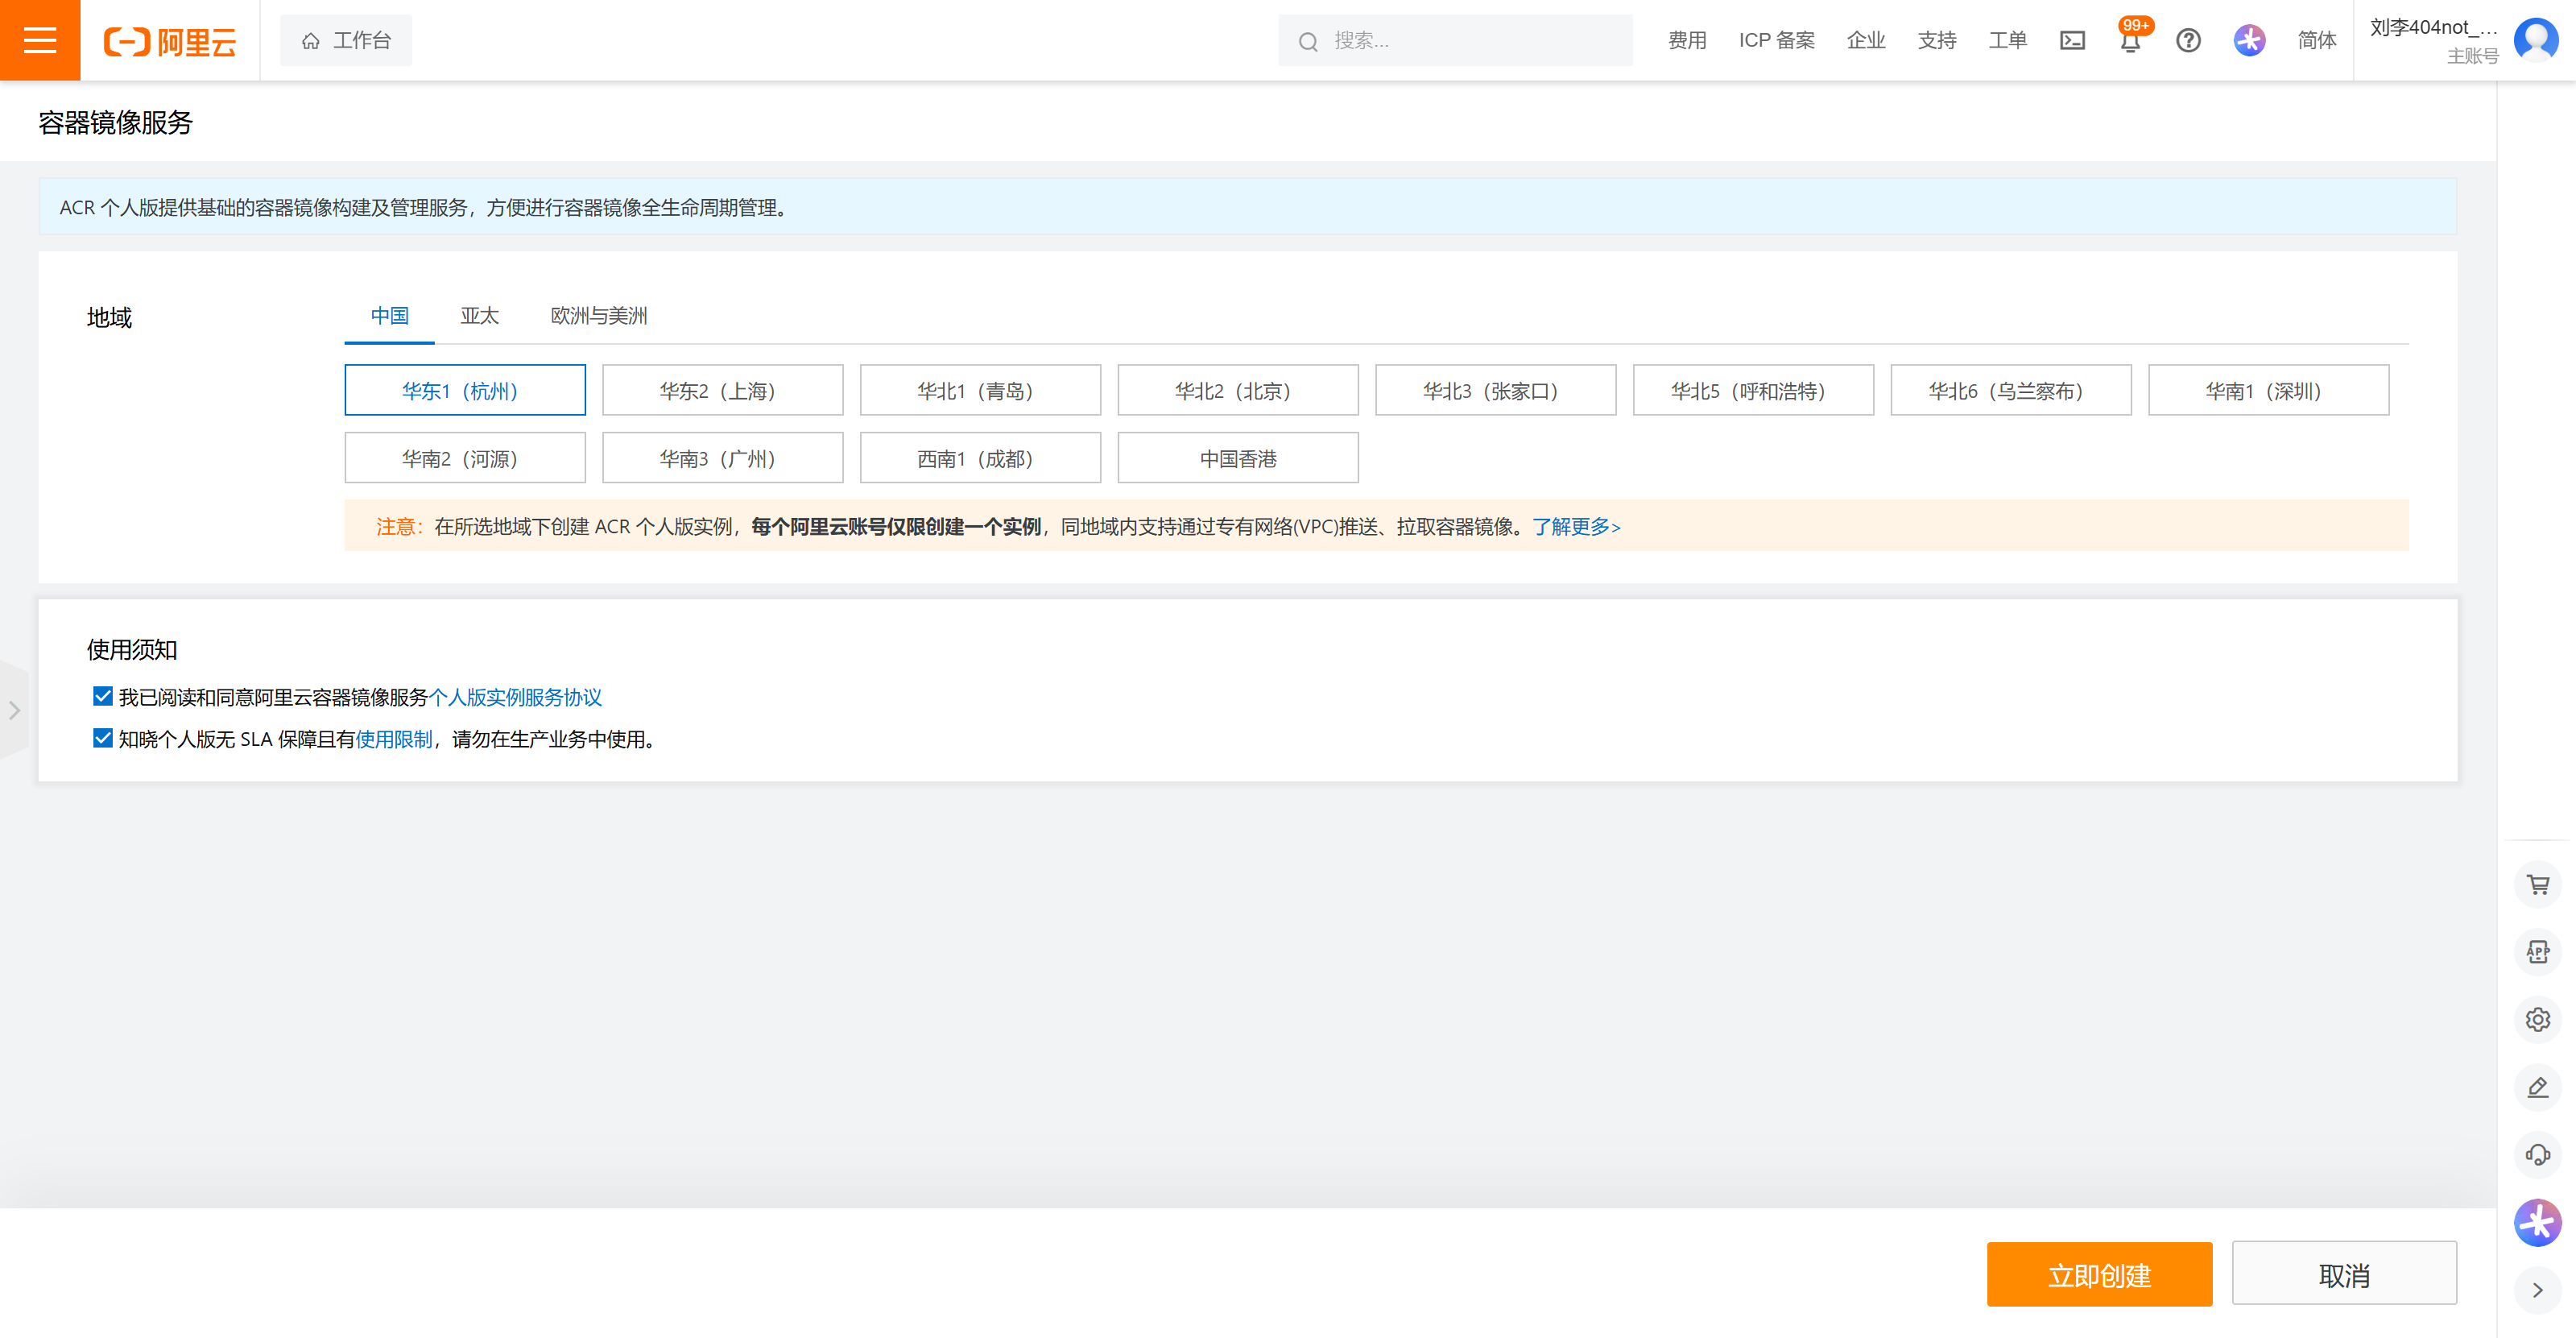 阿里云
工作台
搜索...
费用
ICP 备案
企业
支持
工单
99+
简体
刘李404not_...
主账号
容器镜像服务
ACR 个人版提供基础的容器镜像构建及管理服务，方便进行容器镜像全生命周期管理。
地域
中国
亚太
欧洲与美洲
华东1（杭州）
华东2（上海）
华北1（青岛）
华北2（北京）
华北3（张家口）
华北5（呼和浩特）
华北6（乌兰察布）
华南1（深圳）
华南2（河源）
华南3（广州）
西南1（成都）
中国香港
注意：在所选地域下创建 ACR 个人版实例，每个阿里云账号仅限创建一个实例，同地域内支持通过专有网络(VPC)推送、拉取容器镜像。了解更多>
使用须知
我已阅读和同意阿里云容器镜像服务个人版实例服务协议
知晓个人版无 SLA 保障且有使用限制，请勿在生产业务中使用。
APP
立即创建
取消